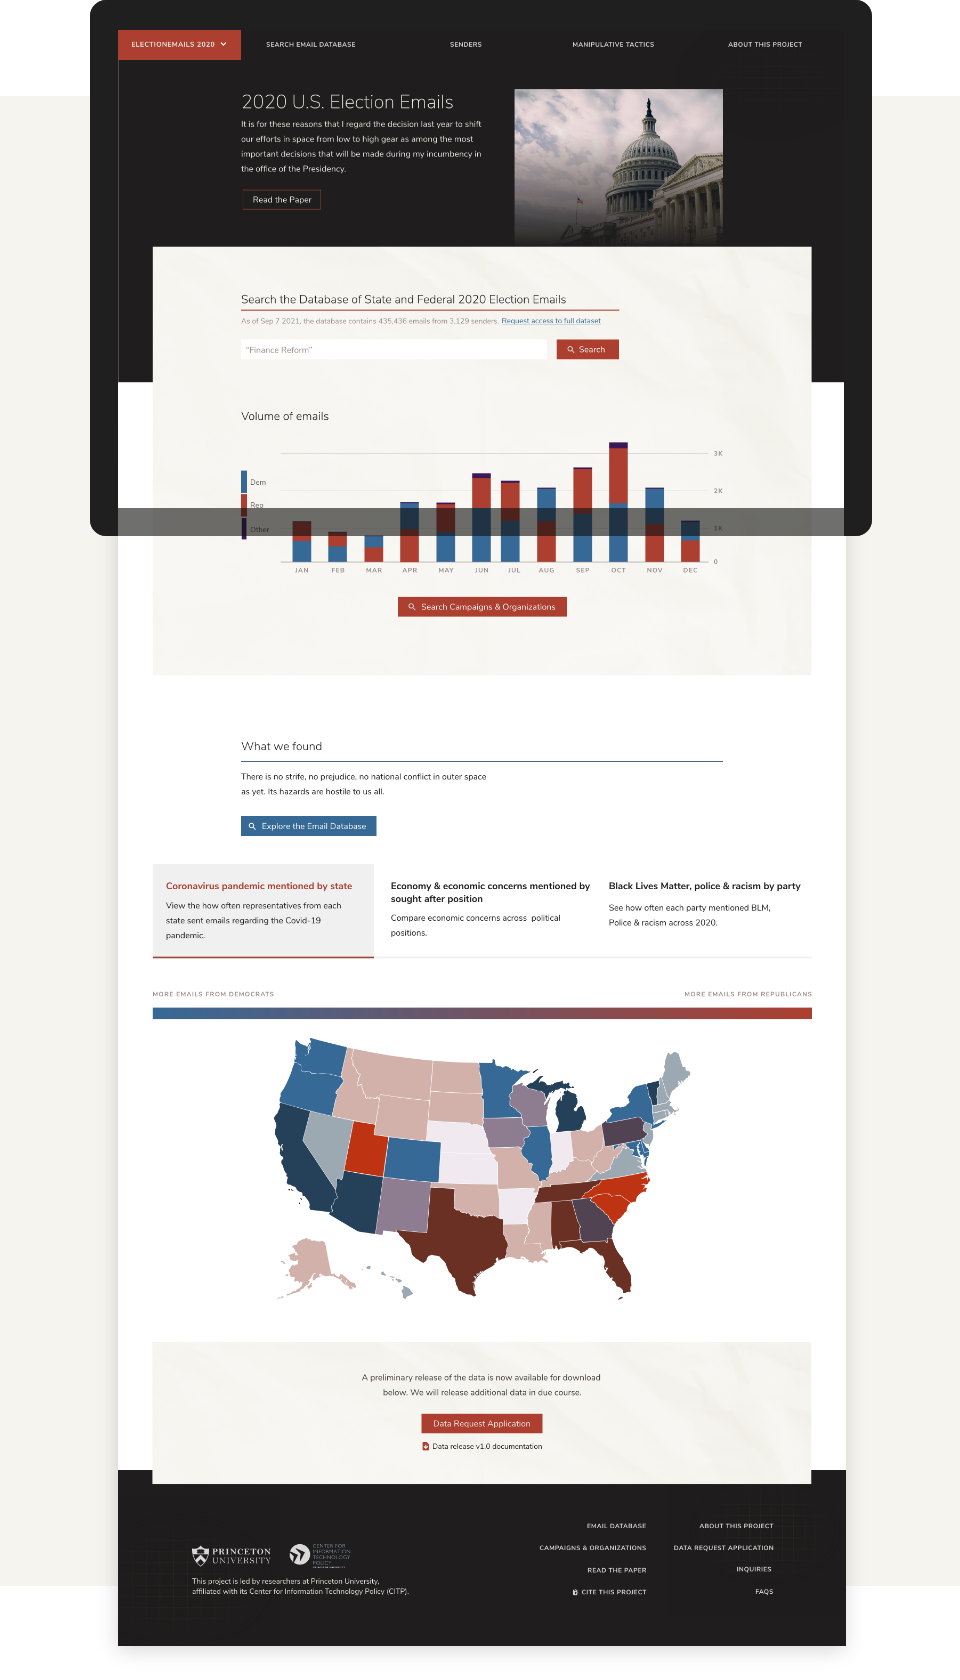 ELECTIONEMAILS 2020
SEARCH EMAIL DATABASE
SENDERS
MANIPULATIVE TACTICS
ABOUT THIS PROJECT
2020 U.S. Election Emails
It is for these reasons that I regard the decision last year to shift
our efforts in space from low to high gear as among the most
important decisions that will be made during my incumbency in
the office of the Presidency.
Read the Paper
Search the Database of State and Federal 2020 Election Emails
As of Sep 7 2021, the database contains 435,436 emails from 3,129 senders. Request access to full dataset
"Finance Reform"
Search
Volume of emails
3K
Dem
2K
Rep
Other
1K
0
JAN FEB MAR APR MAY JUN JUL AUG SEP OCT NOV DEC
Search Campaigns & Organizations
What we found
There is no strife, no prejudice, no national conflict in outer space
as yet. Its hazards are hostile to us all.
Explore the Email Database
Coronavirus pandemic mentioned by state
View the how often representatives from each
state sent emails regarding the Covid-19
pandemic.
Economy & economic concerns mentioned by
sought after position
Compare economic concerns across political
positions.
Black Lives Matter, police & racism by party
See how often each party mentioned BLM,
Police & racism across 2020.
MORE EMAILS FROM DEMOCRATS
MORE EMAILS FROM REPUBLICANS
A preliminary release of the data is now available for download
below. We will release additional data in due course.
Data Request Application
Data release v1.0 documentation
PRINCETON
UNIVERSITY
CENTER FOR
INFORMATION
TECHNOLOGY
POLICY
This project is led by researchers at Princeton University,
affiliated with its Center for Information Technology Policy (CITP).
EMAIL DATABASE
CAMPAIGNS & ORGANIZATIONS
READ THE PAPER
CITE THIS PROJECT
ABOUT THIS PROJECT
DATA REQUEST APPLICATION
INQUIRIES
FAQS